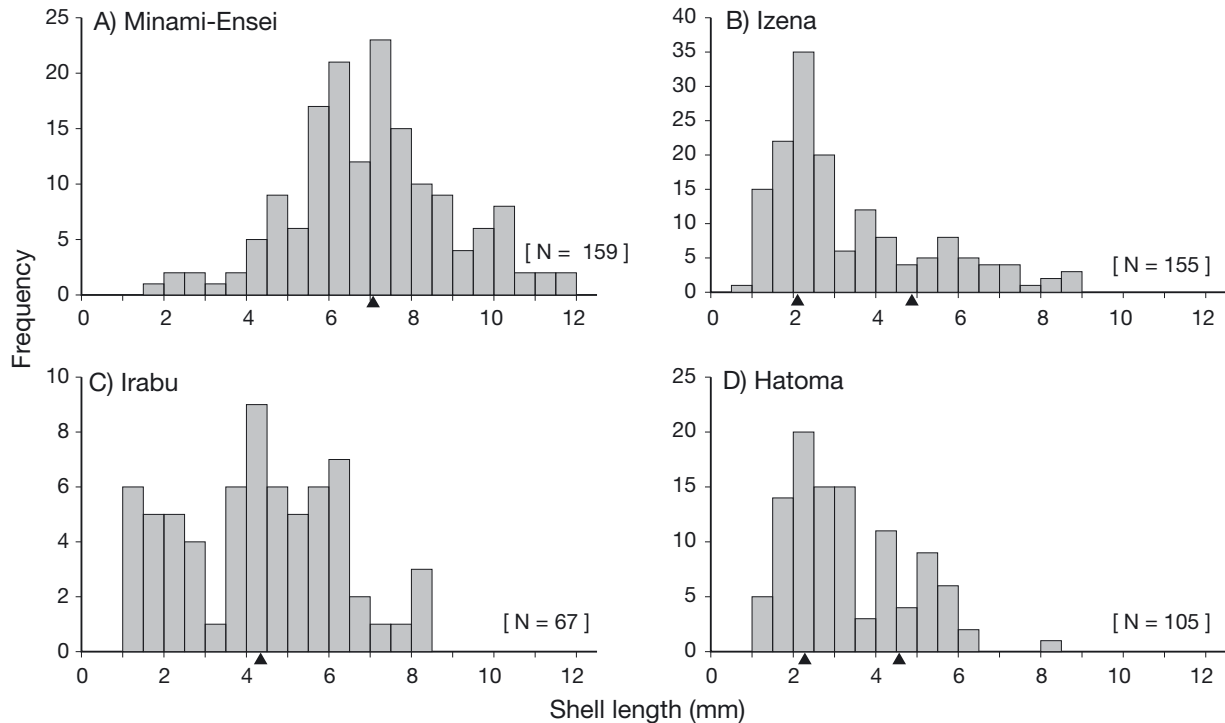 A) Minami-Ensei
25
20
15
10
5
0
[ N =  159 ]
0 2 4 6 8 10 12
B) Izena
40
35
30
25
20
15
10
5
0
[ N = 155 ]
0 2 4 6 8 10 12
Frequency
C) Irabu
10
8
6
4
2
0
[ N = 67 ]
0 2 4 6 8 10 12
D) Hatoma
25
20
15
10
5
0
[ N = 105 ]
0 2 4 6 8 10 12
Shell length (mm)